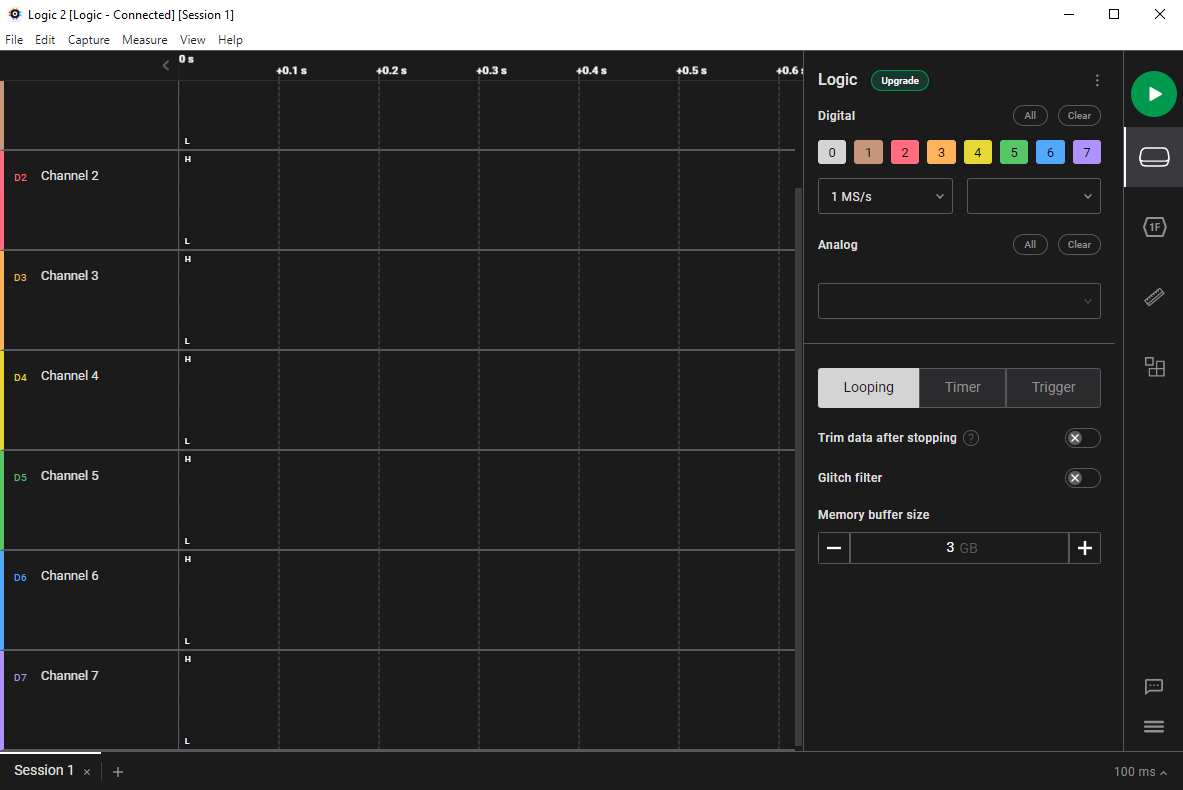 Logic 2 [Logic - Connected] [Session 1]
File Edit Capture Measure View Help
0 s
+0.1 s +0.2 s +0.3 s +0.4 s +0.5 s +0.6 s
L
D2 Channel 2 H
L
D3 Channel 3 H
L
D4 Channel 4 H
L
D5 Channel 5 H
L
D6 Channel 6 H
L
D7 Channel 7 H
L
Logic Upgrade
Digital All Clear
0 1 2 3 4 5 6 7
1 MS/s
Analog All Clear
Looping Timer Trigger
Trim data after stopping ?
Glitch filter
Memory buffer size
3 GB
1F
Session 1
100 ms